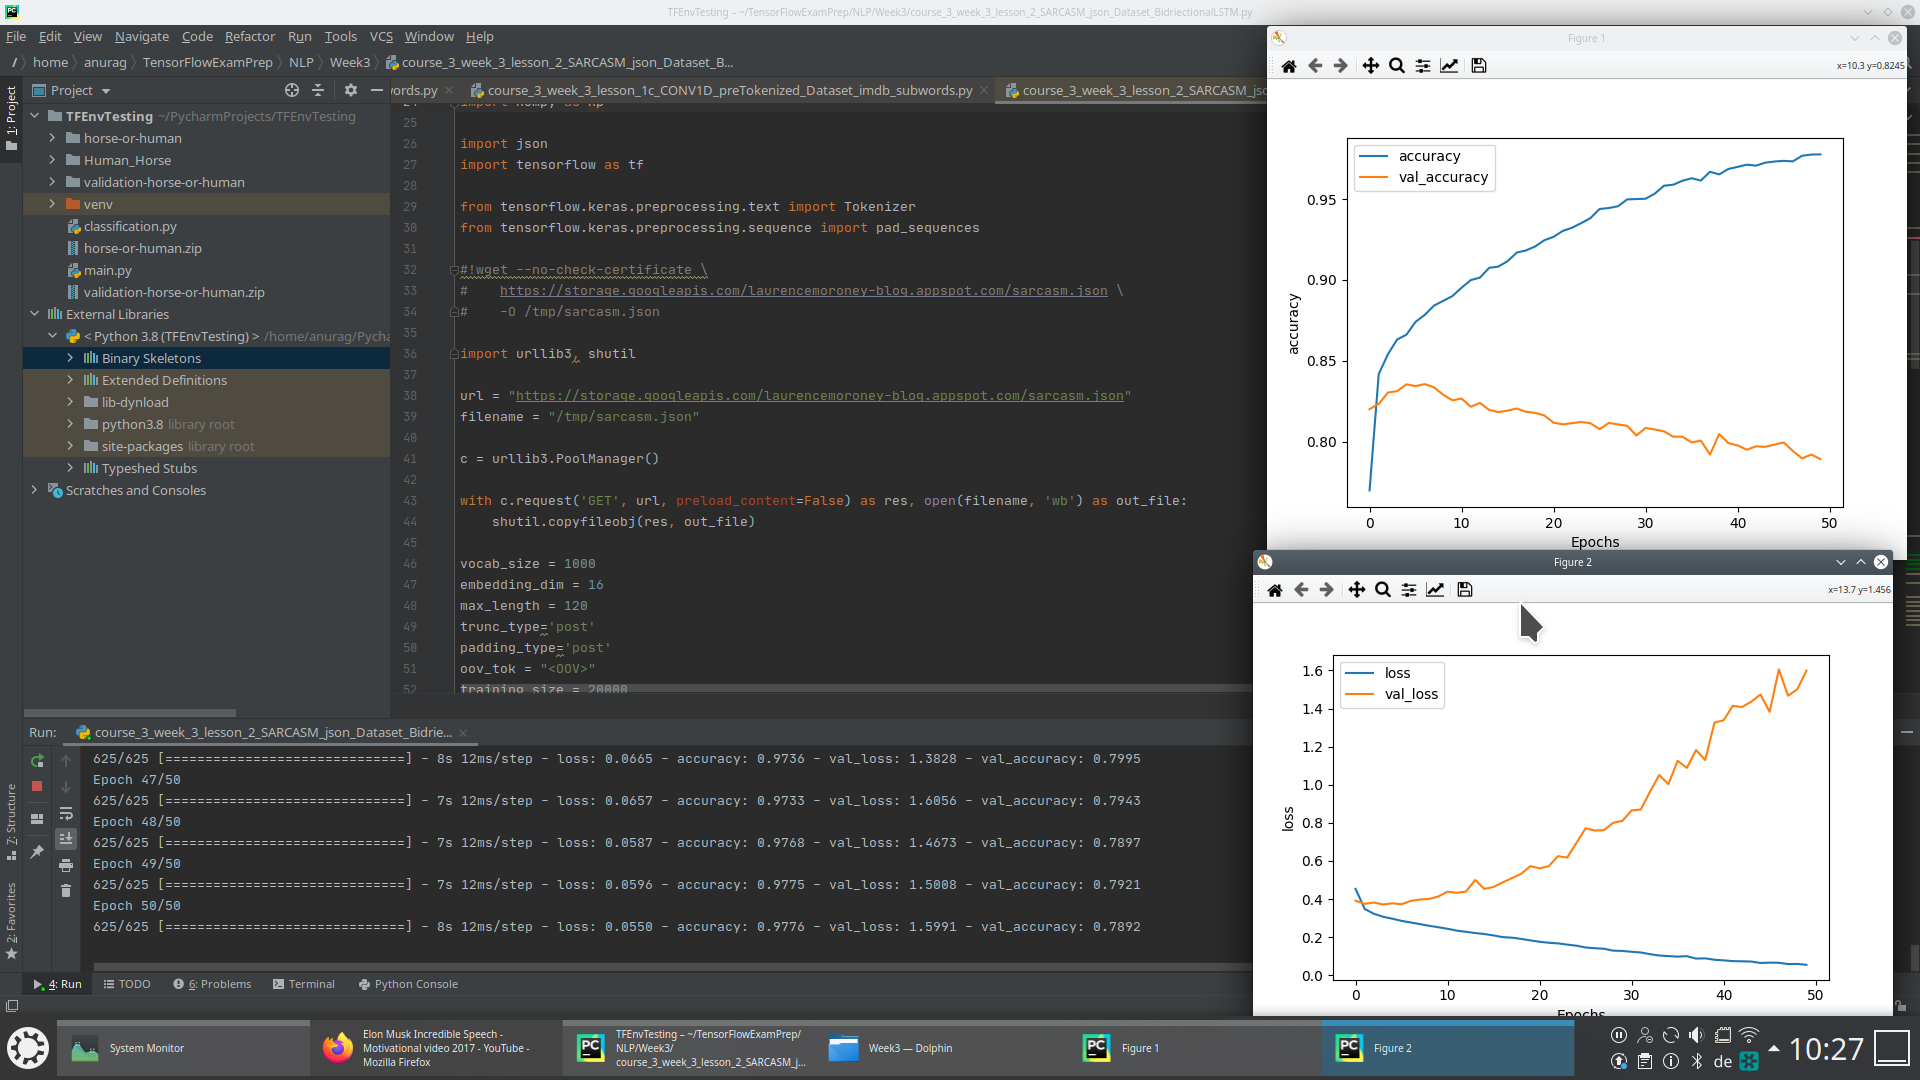 TFEnvTesting – ~/TensorFlowExamPrep/NLP/Week3/course_3_week_3_lesson_2_SARCASM_json_Dataset_BidriectionalLSTM.py
File Edit View Navigate Code Refactor Run Tools VCS Window Help
/ home anurag TensorFlowExamPrep NLP Week3 course_3_week_3_lesson_2_SARCASM_json_Dataset_B...
1: Project
Project
TFEnvTesting ~/PycharmProjects/TFEnvTesting
horse-or-human
Human_Horse
validation-horse-or-human
venv
classification.py
horse-or-human.zip
main.py
validation-horse-or-human.zip
External Libraries
< Python 3.8 (TFEnvTesting) > /home/anurag/Pycha
Binary Skeletons
Extended Definitions
lib-dynload
python3.8 library root
site-packages library root
Typeshed Stubs
Scratches and Consoles
ords.py course_3_week_3_lesson_1c_CONV1D_preTokenized_Dataset_imdb_subwords.py course_3_week_3_lesson_2_SARCASM_jso
24 import numpy as np
25
26 import json
27 import tensorflow as tf
28
29 from tensorflow.keras.preprocessing.text import Tokenizer
30 from tensorflow.keras.preprocessing.sequence import pad_sequences
31
32 #!wget --no-check-certificate \
33 #    https://storage.googleapis.com/laurencemoroney-blog.appspot.com/sarcasm.json \
34 #    -O /tmp/sarcasm.json
35
36 import urllib3, shutil
37
38 url = "https://storage.googleapis.com/laurencemoroney-blog.appspot.com/sarcasm.json"
39 filename = "/tmp/sarcasm.json"
40
41 c = urllib3.PoolManager()
42
43 with c.request('GET', url, preload_content=False) as res, open(filename, 'wb') as out_file:
44     shutil.copyfileobj(res, out_file)
45
46 vocab_size = 1000
47 embedding_dim = 16
48 max_length = 120
49 trunc_type='post'
50 padding_type='post'
51 oov_tok = "<OOV>"
52 training_size = 20000
Run: course_3_week_3_lesson_2_SARCASM_json_Dataset_Bidrie...
625/625 [==============================] - 8s 12ms/step - loss: 0.0665 - accuracy: 0.9736 - val_loss: 1.3828 - val_accuracy: 0.7995
Epoch 47/50
625/625 [==============================] - 7s 12ms/step - loss: 0.0657 - accuracy: 0.9733 - val_loss: 1.6056 - val_accuracy: 0.7943
Epoch 48/50
625/625 [==============================] - 7s 12ms/step - loss: 0.0587 - accuracy: 0.9768 - val_loss: 1.4673 - val_accuracy: 0.7897
Epoch 49/50
625/625 [==============================] - 7s 12ms/step - loss: 0.0596 - accuracy: 0.9775 - val_loss: 1.5008 - val_accuracy: 0.7921
Epoch 50/50
625/625 [==============================] - 8s 12ms/step - loss: 0.0550 - accuracy: 0.9776 - val_loss: 1.5991 - val_accuracy: 0.7892
7: Structure
2: Favorites
4: Run TODO 6: Problems Terminal Python Console
Figure 1
x=10.3 y=0.8245
accuracy
val_accuracy
0.95
0.90
0.85
0.80
accuracy
0 10 20 30 40 50
Epochs
Figure 2
x=13.7 y=1.456
loss
val_loss
1.6
1.4
1.2
1.0
0.8
0.6
0.4
0.2
0.0
loss
0 10 20 30 40 50
Epochs
System Monitor
Elon Musk Incredible Speech -
Motivational video 2017 - YouTube -
Mozilla Firefox
PC
TFEnvTesting – ~/TensorFlowExamPrep/
NLP/Week3/
course_3_week_3_lesson_2_SARCASM_j...
Week3 — Dolphin
PC
Figure 1
PC
Figure 2
de
10:27